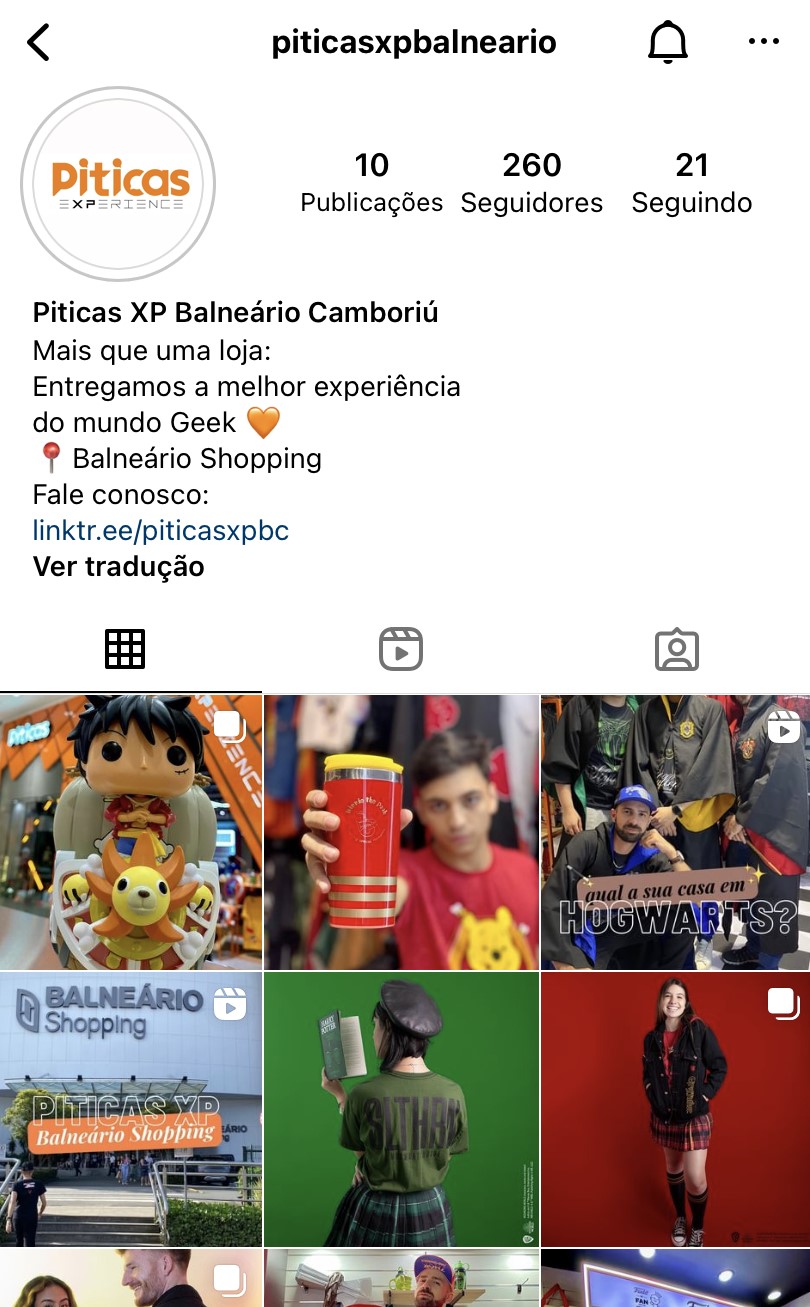 piticasxpbalneario
Piticas
EXPERIENCE
10
Publicações
260
Seguidores
21
Seguindo
Piticas XP Balneário Camboriú
Mais que uma loja:
Entregamos a melhor experiência
do mundo Geek 🧡
📍 Balneário Shopping
Fale conosco:
linktr.ee/piticasxpbc
Ver tradução
Piticas
qual a sua casa em
HOGWARTS?
BALNEÁRIO
Shopping
PITICAS XP
Balneário Shopping
HARRY
POTTER